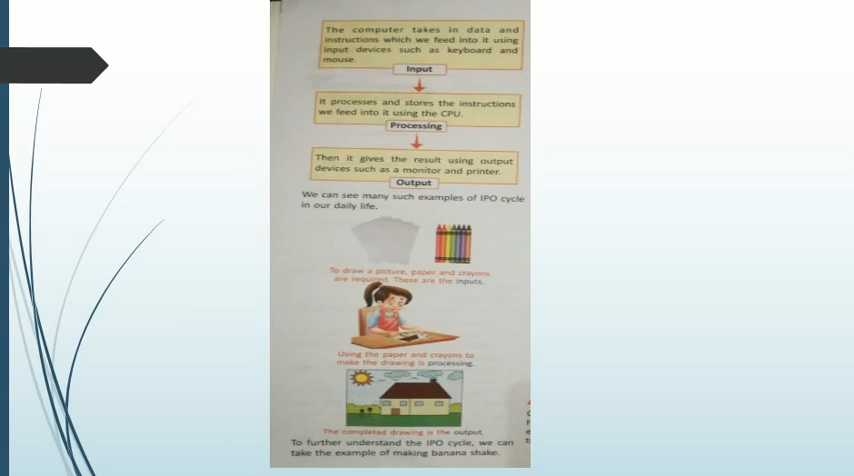 The computer takes in data and
instructions which we feed into it using
input devices such as keyboard and
mouse.
Input
It processes and stores the instructions
we feed into it using the CPU.
Processing
Then it gives the result using output
devices such as a monitor and printer.
Output
We can see many such examples of IPO cycle
in our daily life.
To draw a picture, paper and crayons
are required. These are the inputs.
Using the paper and crayons to
make the drawing is processing.
The completed drawing is the output.
To further understand the IPO cycle, we can
take the example of making banana shake.